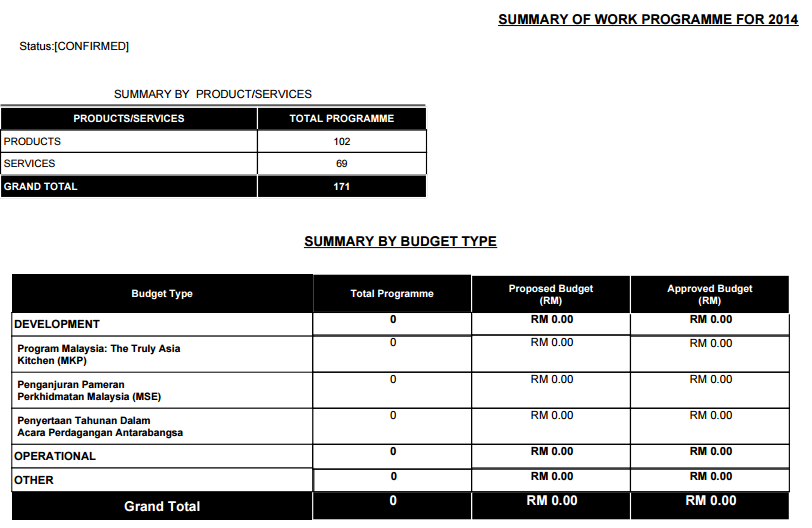 SUMMARY OF WORK PROGRAMME FOR 2014
Status:[CONFIRMED]
SUMMARY BY PRODUCT/SERVICES
PRODUCTS/SERVICES TOTAL PROGRAMME
PRODUCTS 102
SERVICES 69
GRAND TOTAL 171
SUMMARY BY BUDGET TYPE
Budget Type Total Programme Proposed Budget (RM) Approved Budget (RM)
DEVELOPMENT 0 RM 0.00 RM 0.00
Program Malaysia: The Truly Asia 0 RM 0.00 RM 0.00
Kitchen (MKP)
Penganjuran Pameran 0 RM 0.00 RM 0.00
Perkhidmatan Malaysia (MSE)
Penyertaan Tahunan Dalam 0 RM 0.00 RM 0.00
Acara Perdagangan Antarabangsa
OPERATIONAL 0 RM 0.00 RM 0.00
OTHER 0 RM 0.00 RM 0.00
Grand Total 0 RM 0.00 RM 0.00